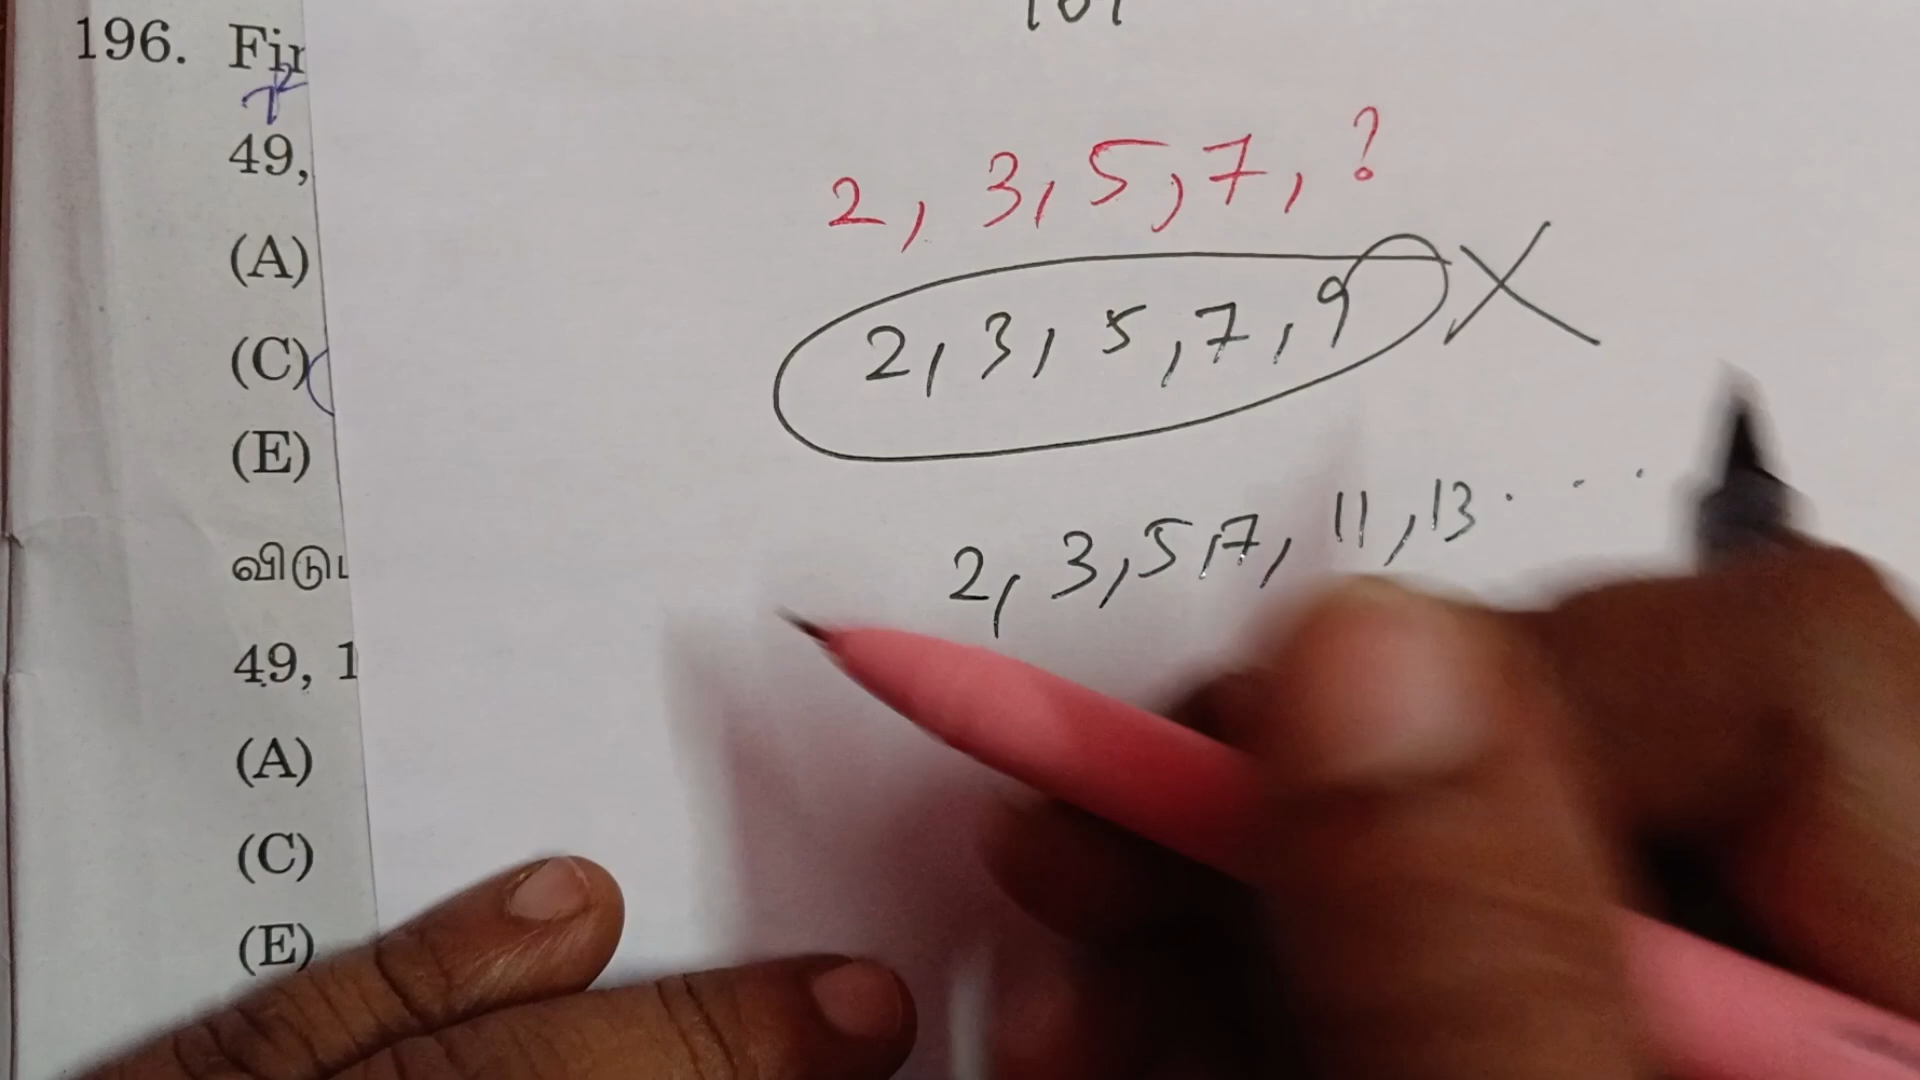 196.
2
49,
2, 3, 5, 7, ?
(A)
2, 3, 5, 7, 9 X
(C)
(E)
2, 3, 5, 7, 11, 13 . . .
49, 1
(A)
(C)
(E)